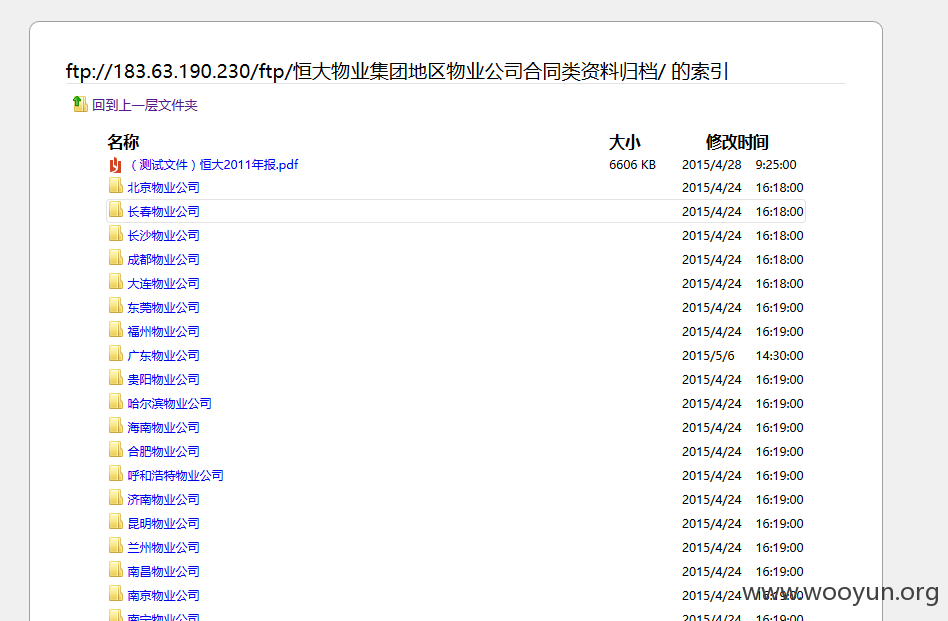 ftp://183.63.190.230/ftp/恒大物业集团地区物业公司合同类资料归档/ 的索引
回到上一层文件夹
名称 大小 修改时间
（测试文件）恒大2011年报.pdf 6606 KB 2015/4/28 9:25:00
北京物业公司 2015/4/24 16:18:00
长春物业公司 2015/4/24 16:18:00
长沙物业公司 2015/4/24 16:18:00
成都物业公司 2015/4/24 16:18:00
大连物业公司 2015/4/24 16:18:00
东莞物业公司 2015/4/24 16:19:00
福州物业公司 2015/4/24 16:19:00
广东物业公司 2015/5/6 14:30:00
贵阳物业公司 2015/4/24 16:19:00
哈尔滨物业公司 2015/4/24 16:19:00
海南物业公司 2015/4/24 16:19:00
合肥物业公司 2015/4/24 16:19:00
呼和浩特物业公司 2015/4/24 16:19:00
济南物业公司 2015/4/24 16:19:00
昆明物业公司 2015/4/24 16:19:00
兰州物业公司 2015/4/24 16:19:00
南昌物业公司 2015/4/24 16:19:00
南京物业公司 2015/4/24 16:19:00
www.wooyun.org
南宁物业公司 2015/4/24 16:19:00